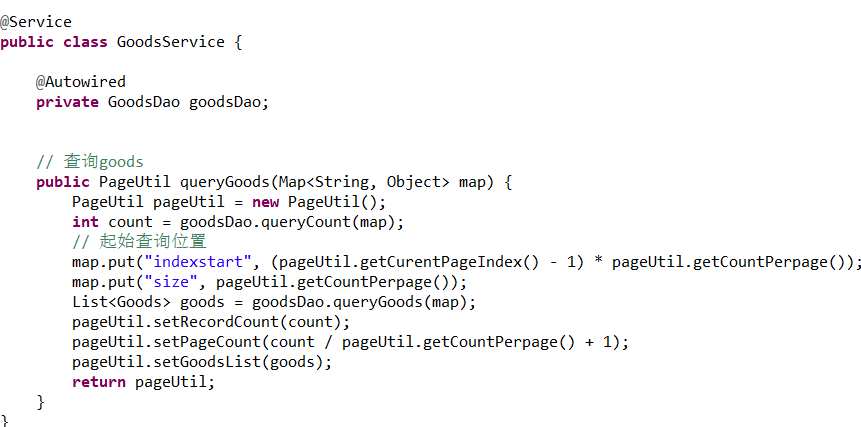 @Service
public class GoodsService {
@Autowired
private GoodsDao goodsDao;
// 查询goods
public PageUtil queryGoods(Map<String, Object> map) {
PageUtil pageUtil = new PageUtil();
int count = goodsDao.queryCount(map);
// 起始查询位置
map.put("indexstart", (pageUtil.getCurentPageIndex() - 1) * pageUtil.getCountPerpage());
map.put("size", pageUtil.getCountPerpage());
List<Goods> goods = goodsDao.queryGoods(map);
pageUtil.setRecordCount(count);
pageUtil.setPageCount(count / pageUtil.getCountPerpage() + 1);
pageUtil.setGoodsList(goods);
return pageUtil;
}
}